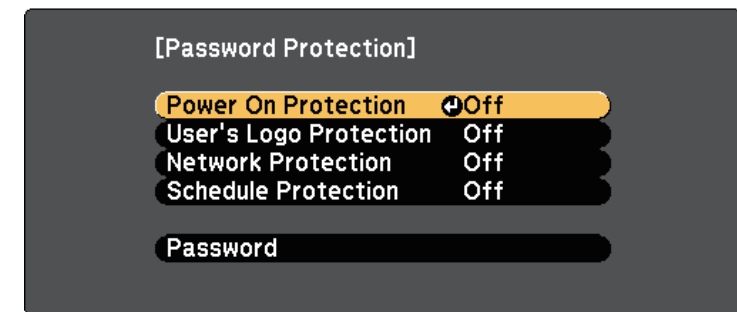 [Password Protection]
Power On Protection Off
User's Logo Protection Off
Network Protection Off
Schedule Protection Off
Password